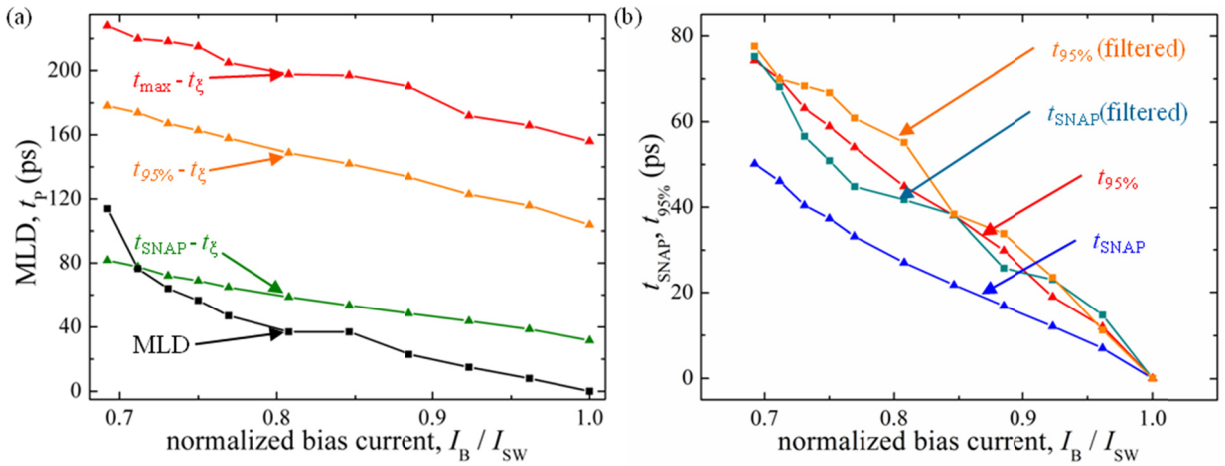 (a)
MLD, tP (ps)
200
160
120
80
40
0
tmax - tξ
t95% - tξ
tSNAP - tξ
MLD
0.7 0.8 0.9 1.0
normalized bias current, IB / ISW
(b)
tSNAP, t95% (ps)
80
60
40
20
0
t95% (filtered)
tSNAP(filtered)
t95%
tSNAP
0.7 0.8 0.9 1.0
normalized bias current, IB / ISW